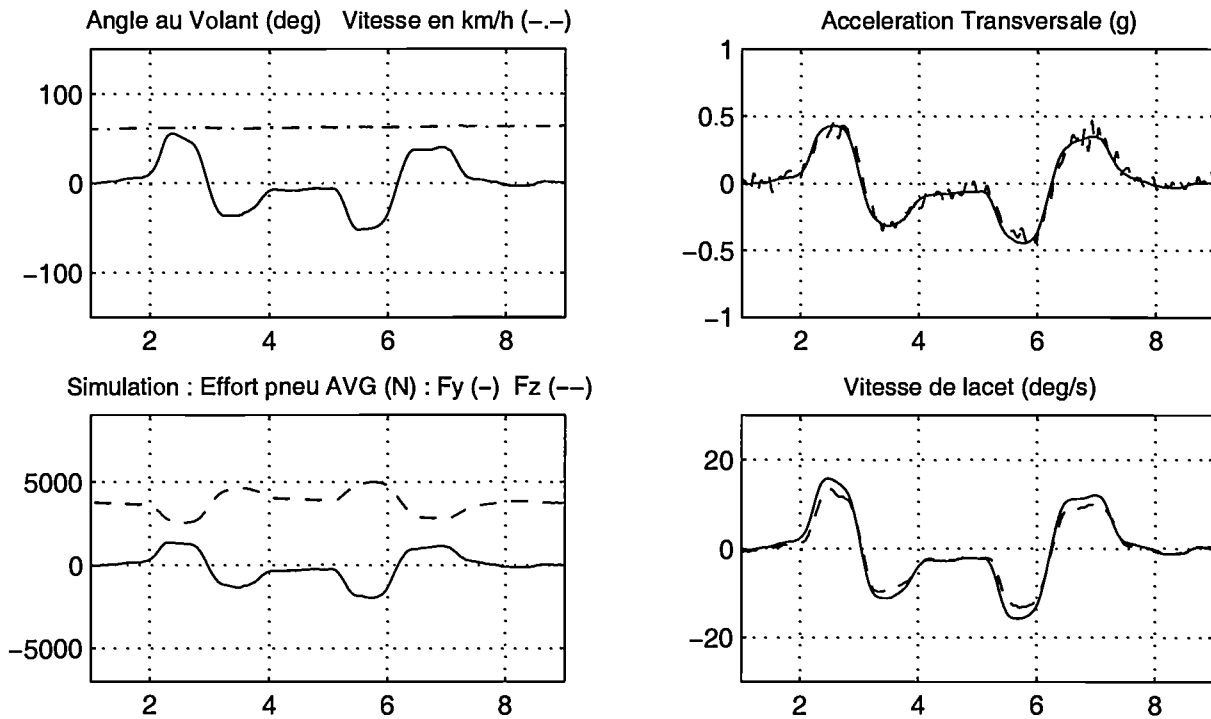 Angle au Volant (deg) Vitesse en km/h (-.-)
100
0
-100
2 4 6 8
Acceleration Transversale (g)
1
0.5
0
-0.5
-1
2 4 6 8
Simulation : Effort pneu AVG (N) : Fy (-) Fz (--)
5000
0
-5000
2 4 6 8
Vitesse de lacet (deg/s)
20
0
-20
2 4 6 8